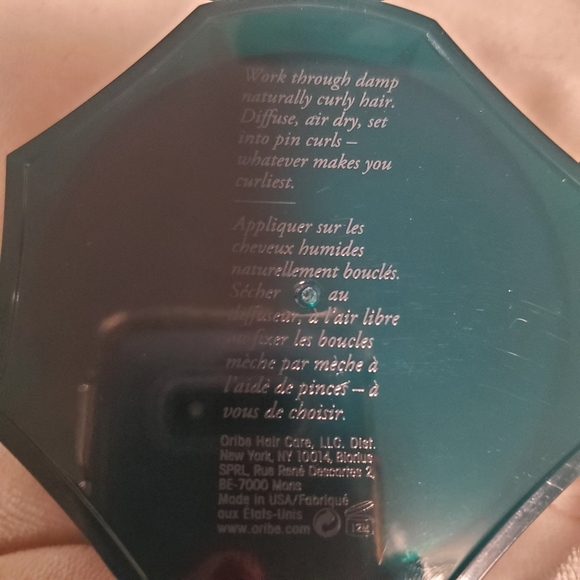 Work through damp
naturally curly hair.
Diffuse, air dry, set
into pin curls –
whatever makes you
curliest.
Appliquer sur les
cheveux humides
naturellement bouclés.
Sécher au
diffuseur, à l'air libre
ou fixer les boucles
mèche par mèche à
l'aide de pinces – à
vous de choisir.
Oribe Hair Care, LLC. Dist.
New York, NY 10014, Biorius
SPRL, Rue René Descartes 2,
BE-7000 Mons
Made in USA/Fabriqué
aux États-Unis
www.oribe.com 12M